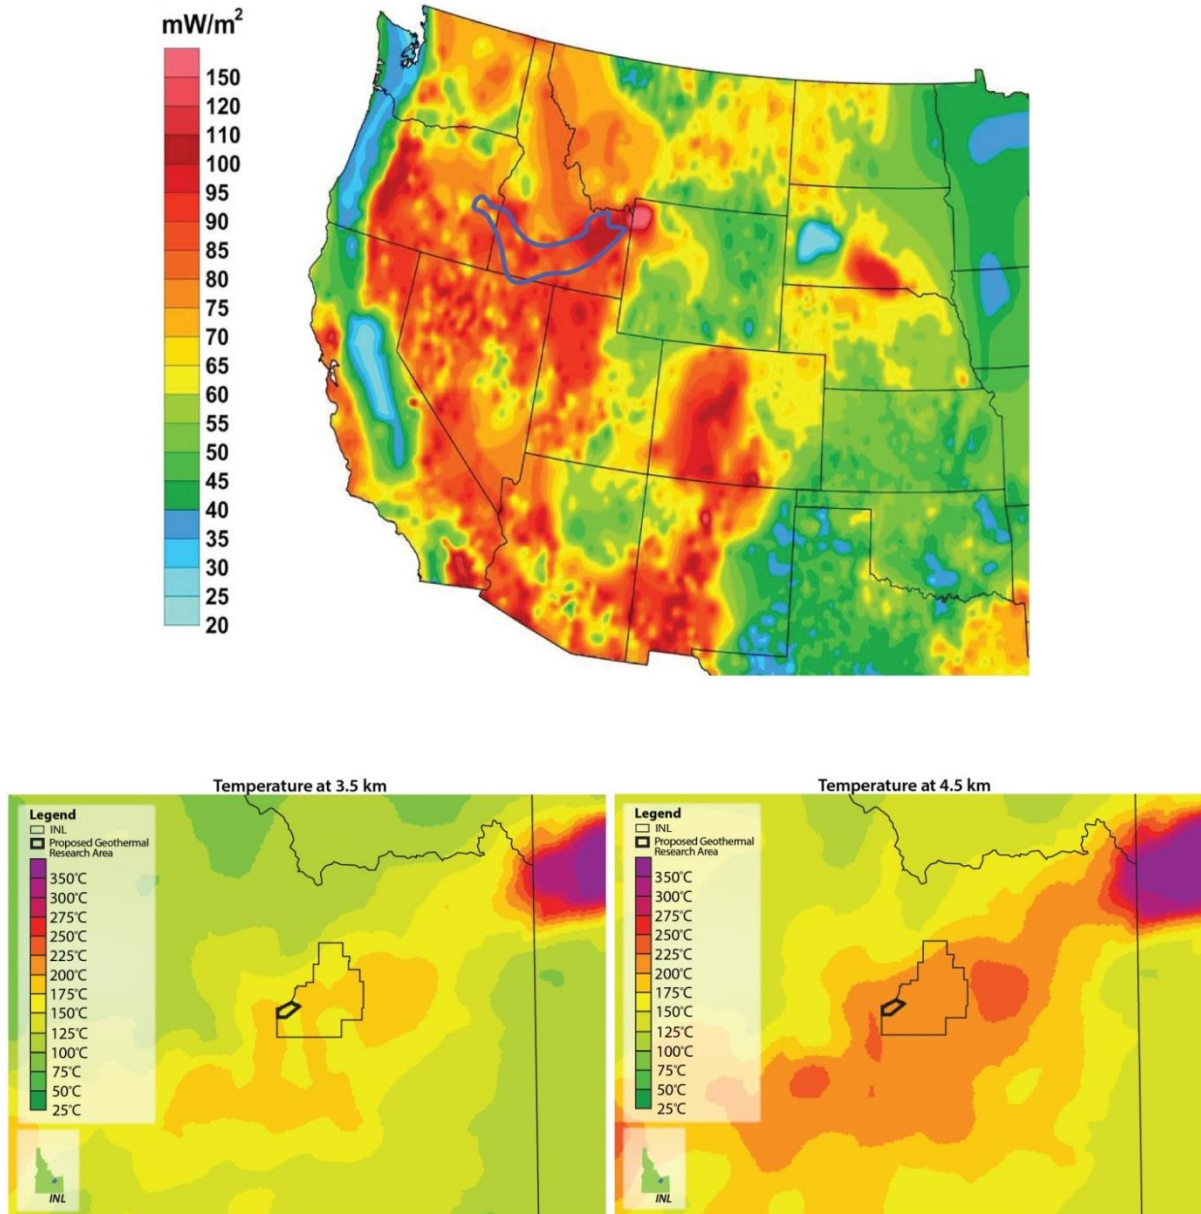 mW/m²
150
120
110
100
95
90
85
80
75
70
65
60
55
50
45
40
35
30
25
20
Temperature at 3.5 km
Legend
INL
Proposed Geothermal
Research Area
350°C
300°C
275°C
250°C
225°C
200°C
175°C
150°C
125°C
100°C
75°C
50°C
25°C
INL
Temperature at 4.5 km
Legend
INL
Proposed Geothermal
Research Area
350°C
300°C
275°C
250°C
225°C
200°C
175°C
150°C
125°C
100°C
75°C
50°C
25°C
INL